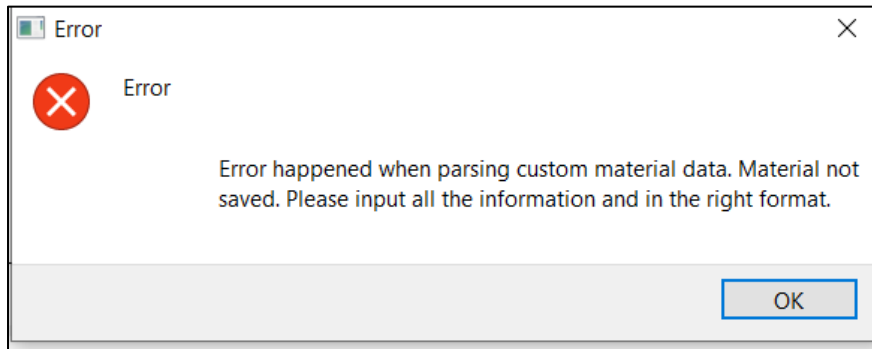 Error
Error
Error happened when parsing custom material data. Material not
saved. Please input all the information and in the right format.
OK